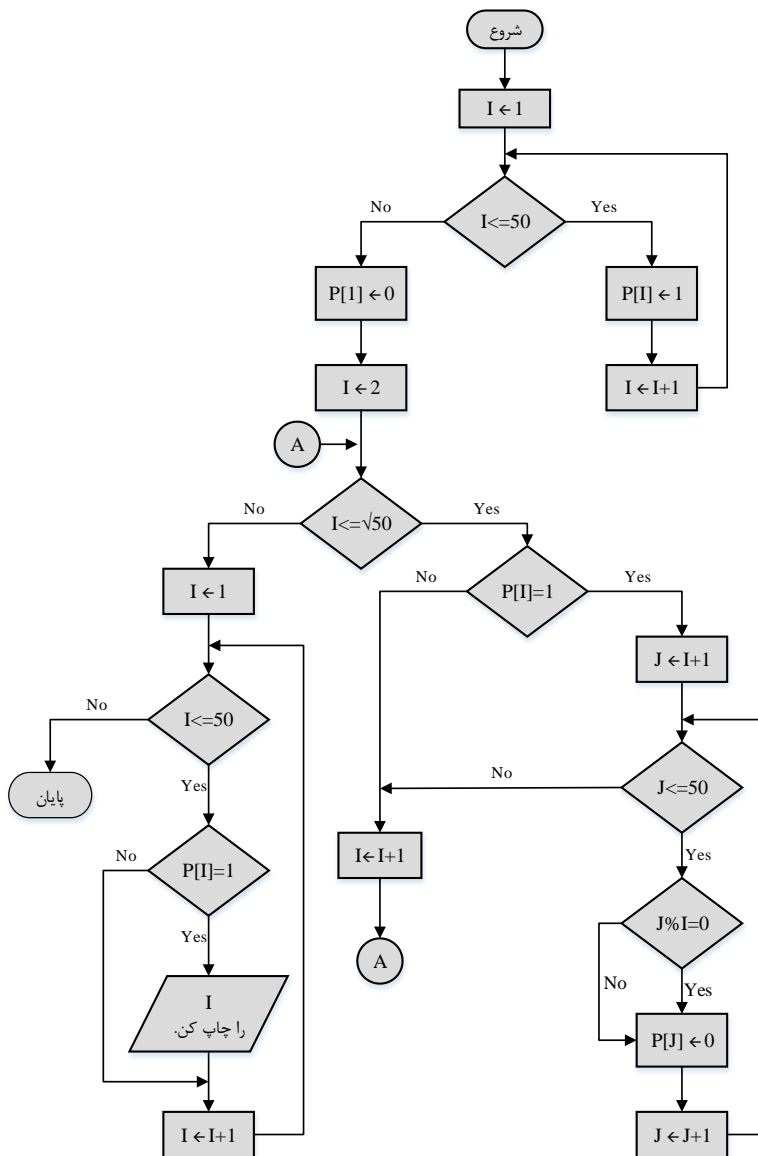 شروع
I ← 1
I<=50
No
Yes
P[1] ← 0
P[I] ← 1
I ← 2
I ← I+1
A
I<=√50
No
Yes
I ← 1
P[I]=1
No
Yes
J ← I+1
I<=50
No
Yes
پایان
J<=50
No
Yes
P[I]=1
No
Yes
I ← I+1
J%I=0
No
Yes
A
I
را چاپ کن.
P[J] ← 0
I ← I+1
J ← J+1